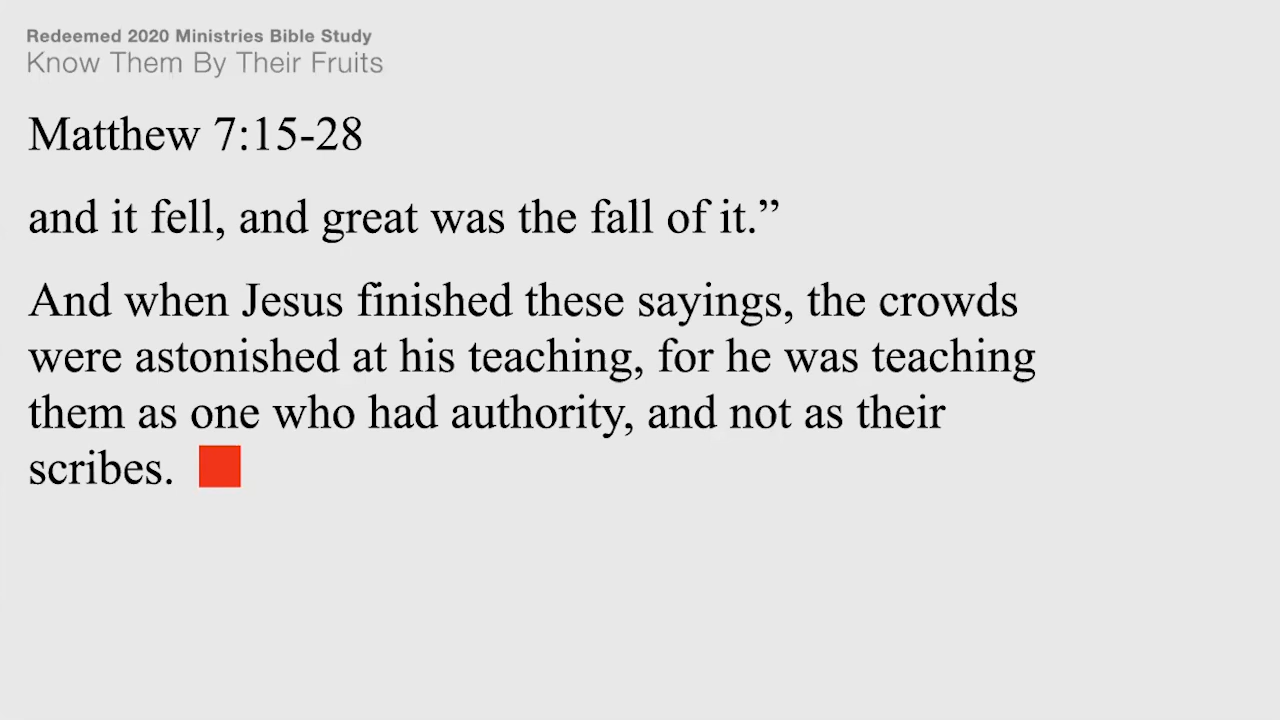 Redeemed 2020 Ministries Bible Study
Know Them By Their Fruits
Matthew 7:15-28
and it fell, and great was the fall of it.”
And when Jesus finished these sayings, the crowds
were astonished at his teaching, for he was teaching
them as one who had authority, and not as their
scribes.